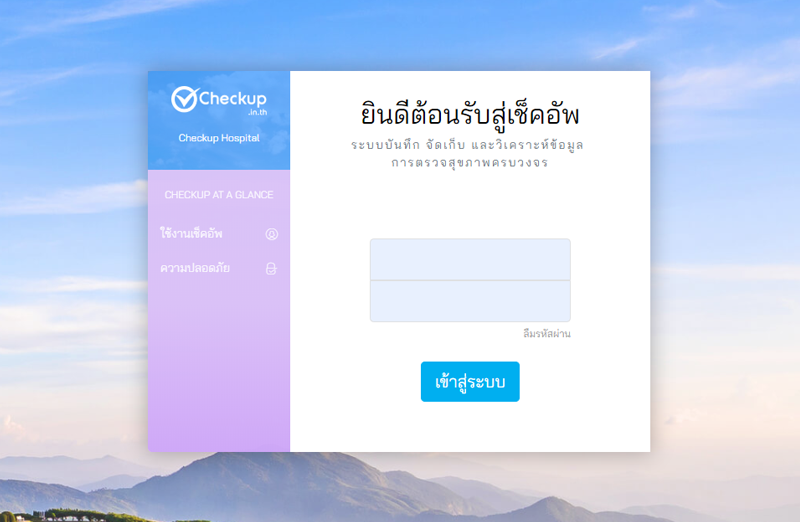 Checkup
.in.th
Checkup Hospital
CHECKUP AT A GLANCE
ใช้งานเช็คอัพ
ความปลอดภัย
ยินดีต้อนรับสู่เช็คอัพ
ระบบบันทึก จัดเก็บ และวิเคราะห์ข้อมูล
การตรวจสุขภาพครบวงจร
ลืมรหัสผ่าน
เข้าสู่ระบบ